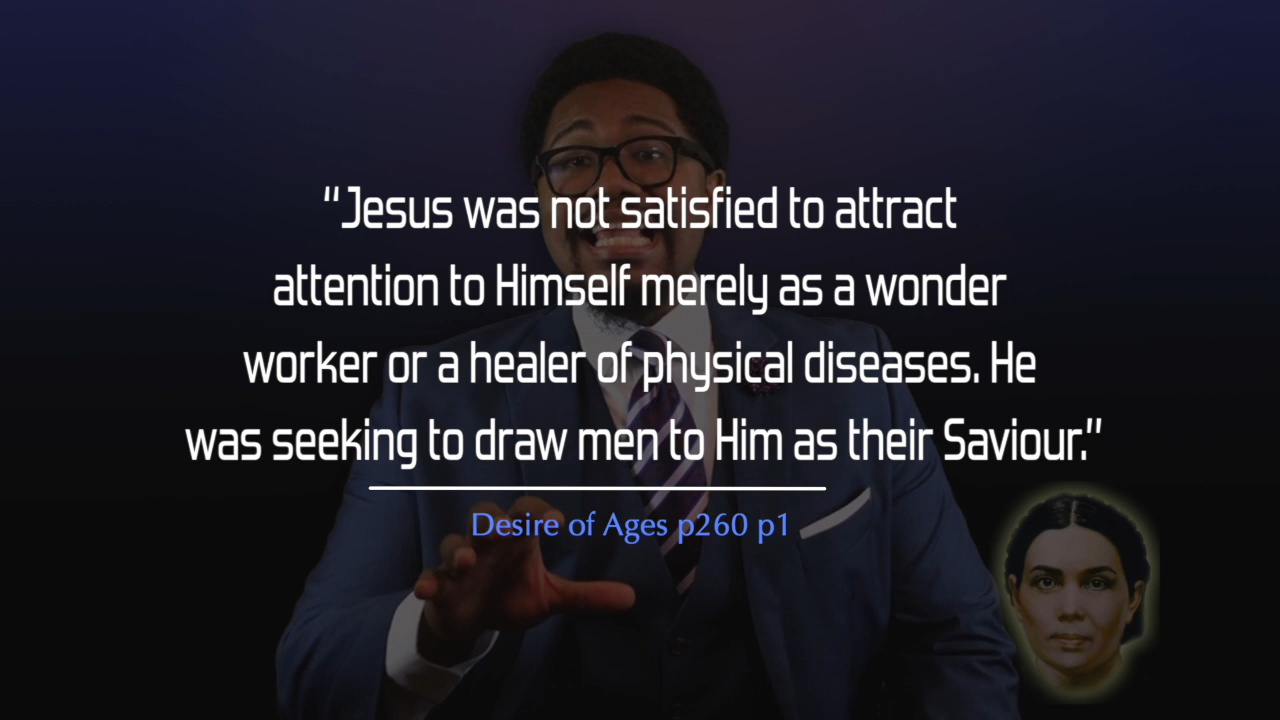 “Jesus was not satisfied to attract
attention to Himself merely as a wonder
worker or a healer of physical diseases. He
was seeking to draw men to Him as their Saviour.”
Desire of Ages p260 p1